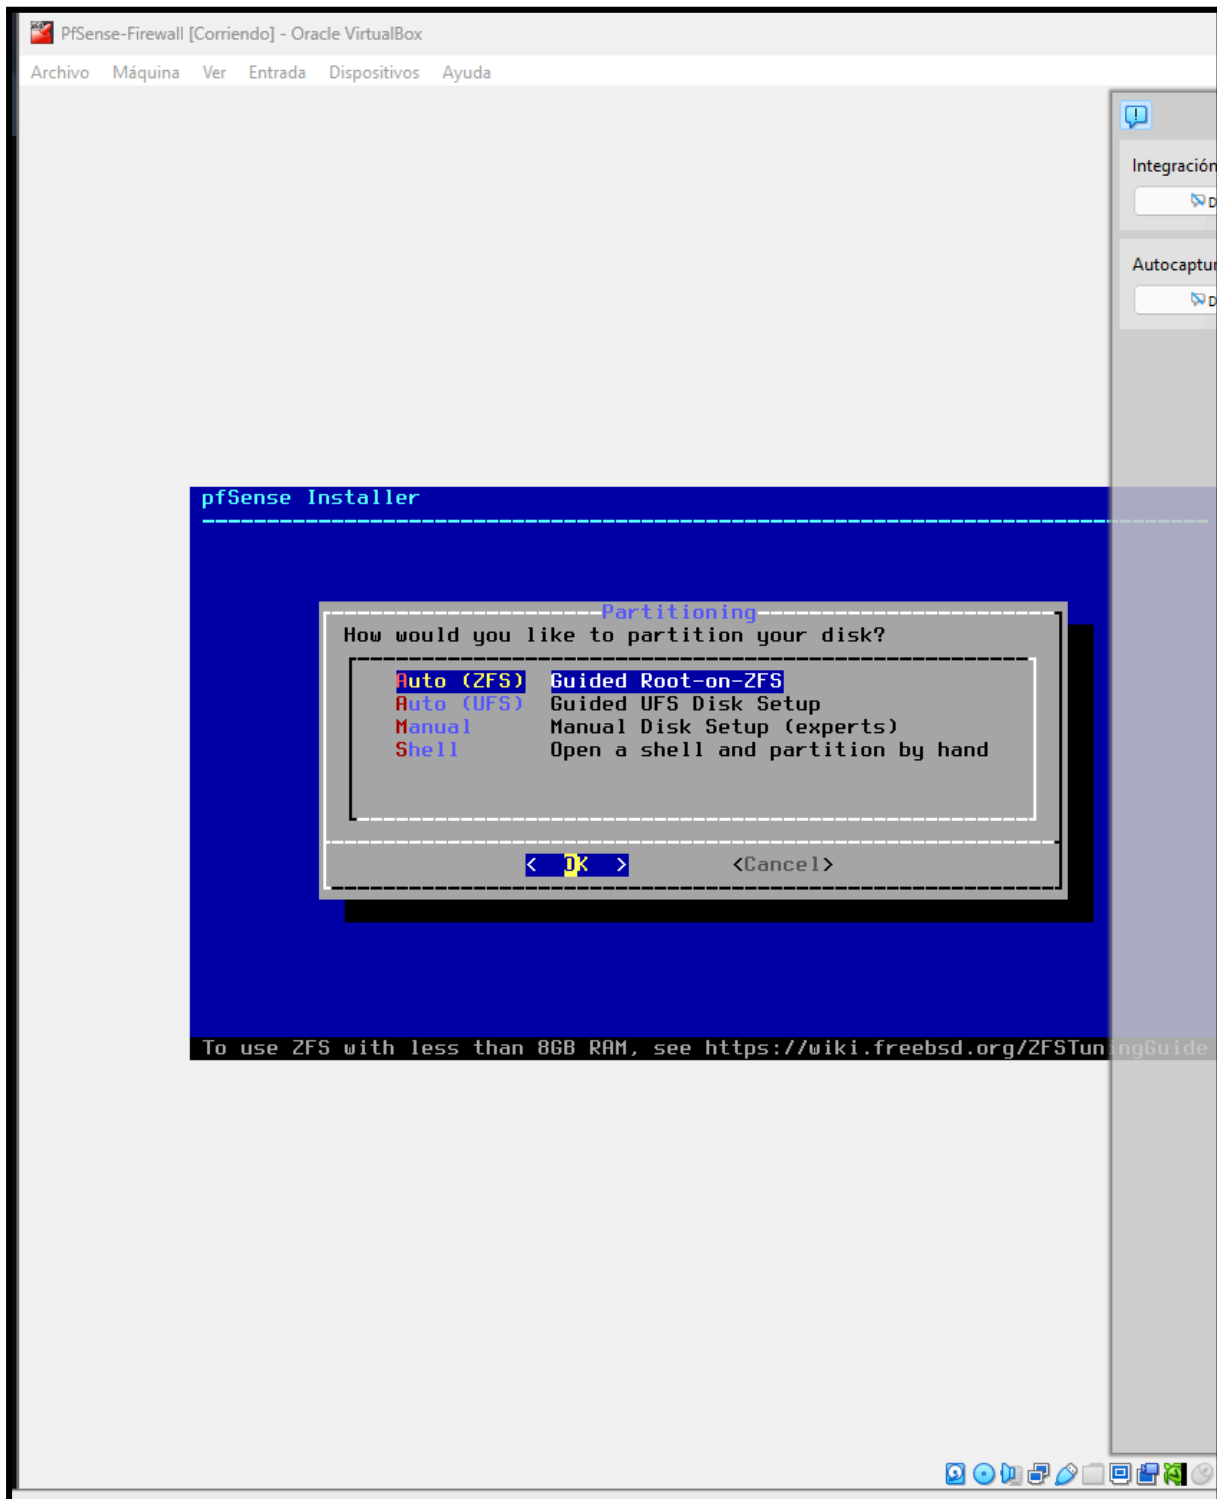 PfSense-Firewall [Corriendo] - Oracle VirtualBox
Archivo Máquina Ver Entrada Dispositivos Ayuda
Integración
D
Autocaptur
D
pfSense Installer
Partitioning
How would you like to partition your disk?
Auto (ZFS) Guided Root-on-ZFS
Auto (UFS) Guided UFS Disk Setup
Manual Manual Disk Setup (experts)
Shell Open a shell and partition by hand
< OK > <Cancel>
To use ZFS with less than 8GB RAM, see https://wiki.freebsd.org/ZFSTuningGuide